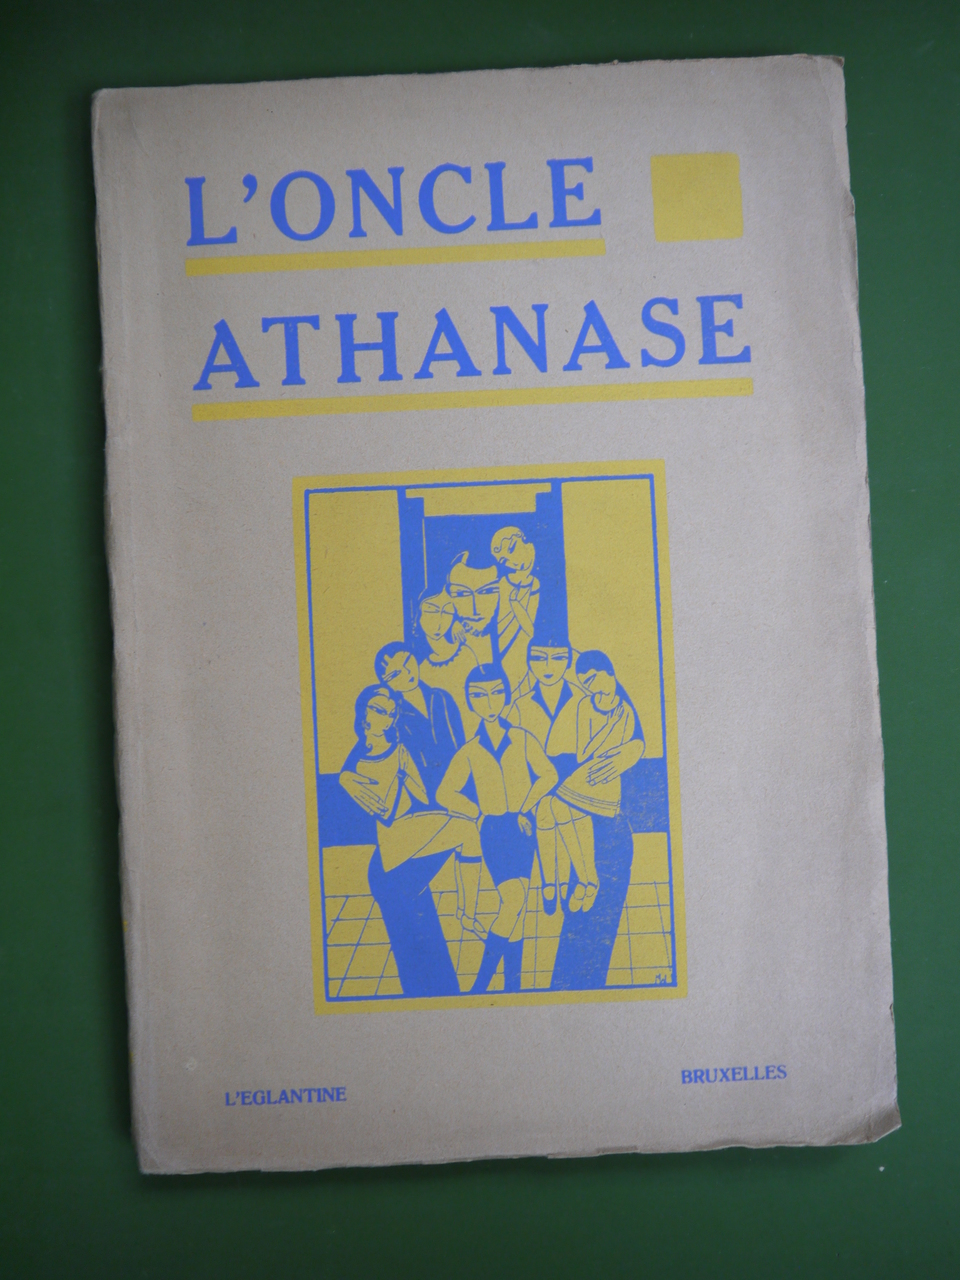 L'ONCLE
ATHANASE
L'EGLANTINE
BRUXELLES